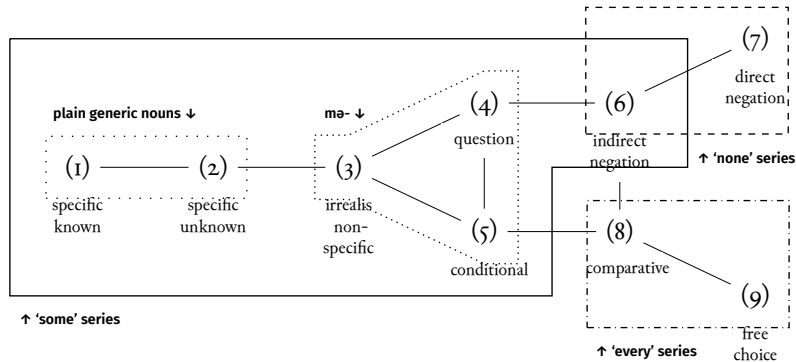 (7)
direct
negation
plain generic nouns ↓
mə- ↓
(4)
question
(6)
indirect
negation
↑ 'none' series
(1)
specific
known
(2)
specific
unknown
(3)
irrealis
non-
specific
(5)
conditional
(8)
comparative
(9)
free
choice
↑ 'some' series
↑ 'every' series